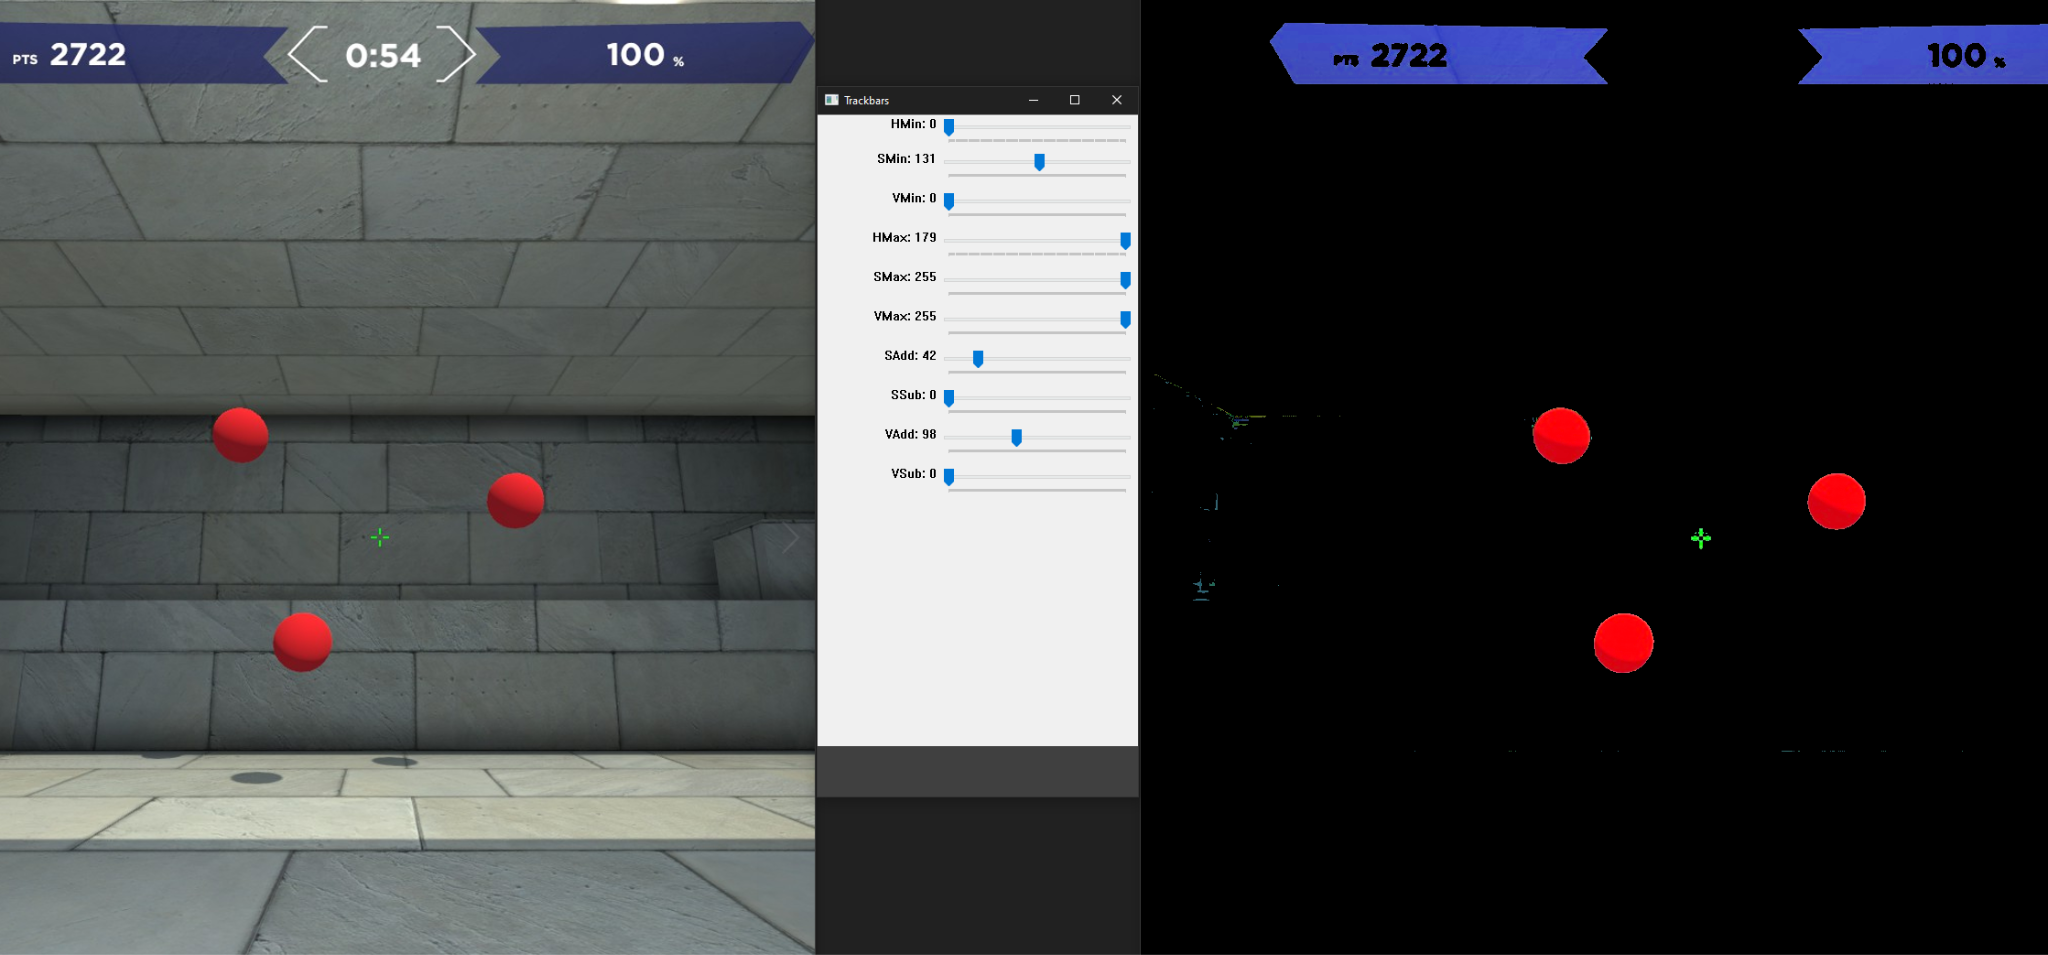 PTS 2722
0:54
100 %
Trackbars
HMin: 0
SMin: 131
VMin: 0
HMax: 179
SMax: 255
VMax: 255
SAdd: 42
SSub: 0
VAdd: 98
VSub: 0
PTS 2722
100 %